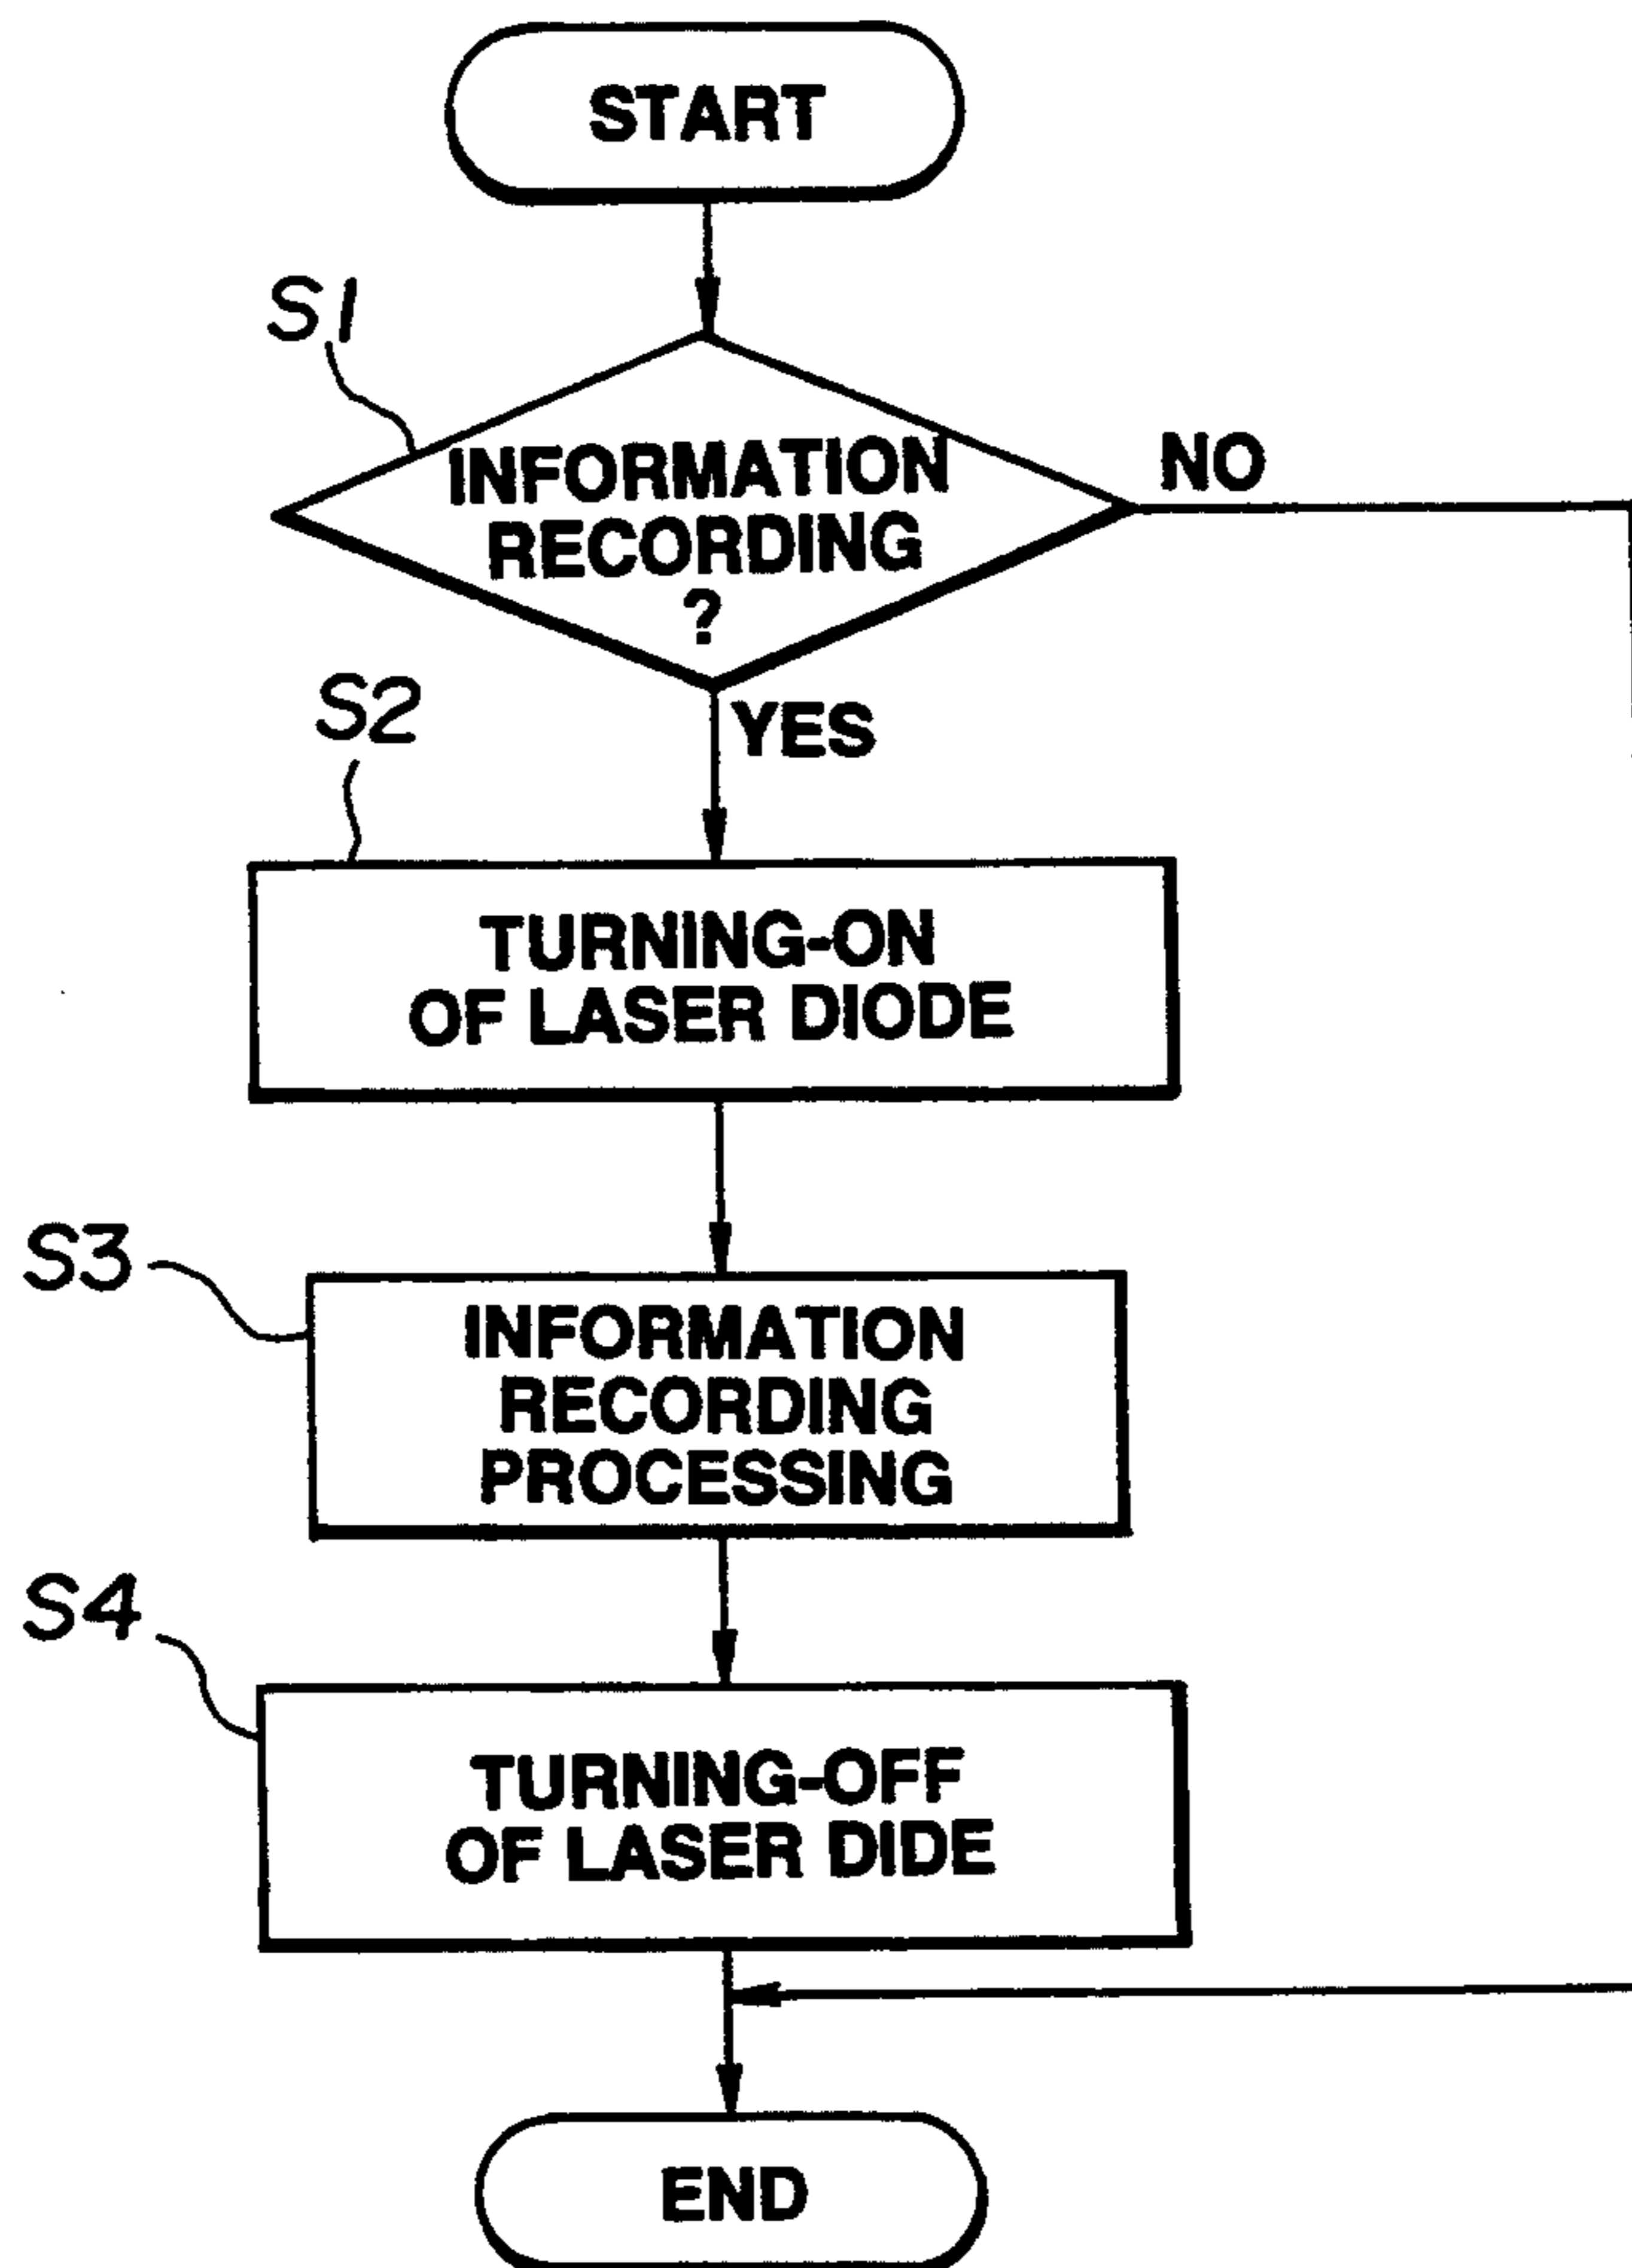 START
S1
INFORMATION
RECORDING
?
NO
YES
S2
TURNING-ON
OF LASER DIODE
S3
INFORMATION
RECORDING
PROCESSING
S4
TURNING-OFF
OF LASER DIDE
END